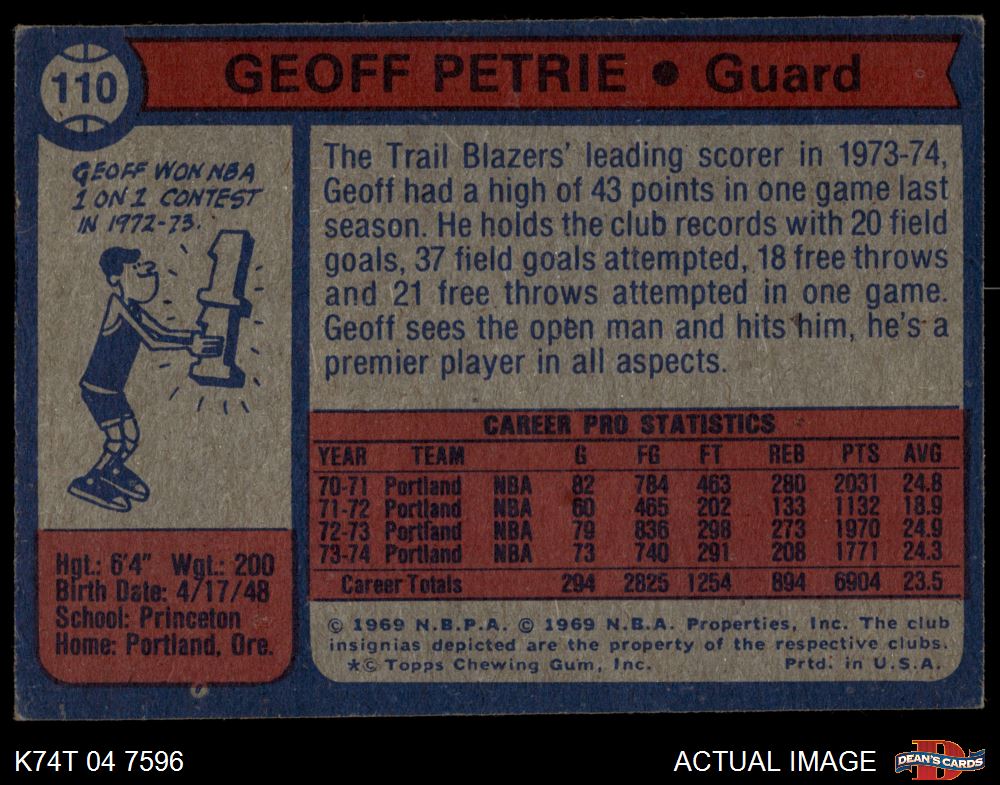 110
GEOFF PETRIE ● Guard
GEOFF WON NBA
1 ON 1 CONTEST
IN 1972-73.
The Trail Blazers' leading scorer in 1973-74,
Geoff had a high of 43 points in one game last
season. He holds the club records with 20 field
goals, 37 field goals attempted, 18 free throws
and 21 free throws attempted in one game.
Geoff sees the open man and hits him, he's a
premier player in all aspects.
CAREER PRO STATISTICS
YEAR TEAM G FG FT REB PTS AVG
70-71 Portland NBA 82 784 463 280 2031 24.8
71-72 Portland NBA 60 465 202 133 1132 18.9
72-73 Portland NBA 79 836 298 273 1970 24.9
73-74 Portland NBA 73 740 291 208 1771 24.3
Career Totals 294 2825 1254 894 6904 23.5
Hgt.: 6'4" Wgt.: 200
Birth Date: 4/17/48
School: Princeton
Home: Portland, Ore.
© 1969 N.B.P.A. © 1969 N.B.A. Properties, Inc. The club
insignias depicted are the property of the respective clubs.
*© Topps Chewing Gum, Inc. Prtd. in U.S.A.
K74T 04 7596
ACTUAL IMAGE
D
DEAN'S CARDS